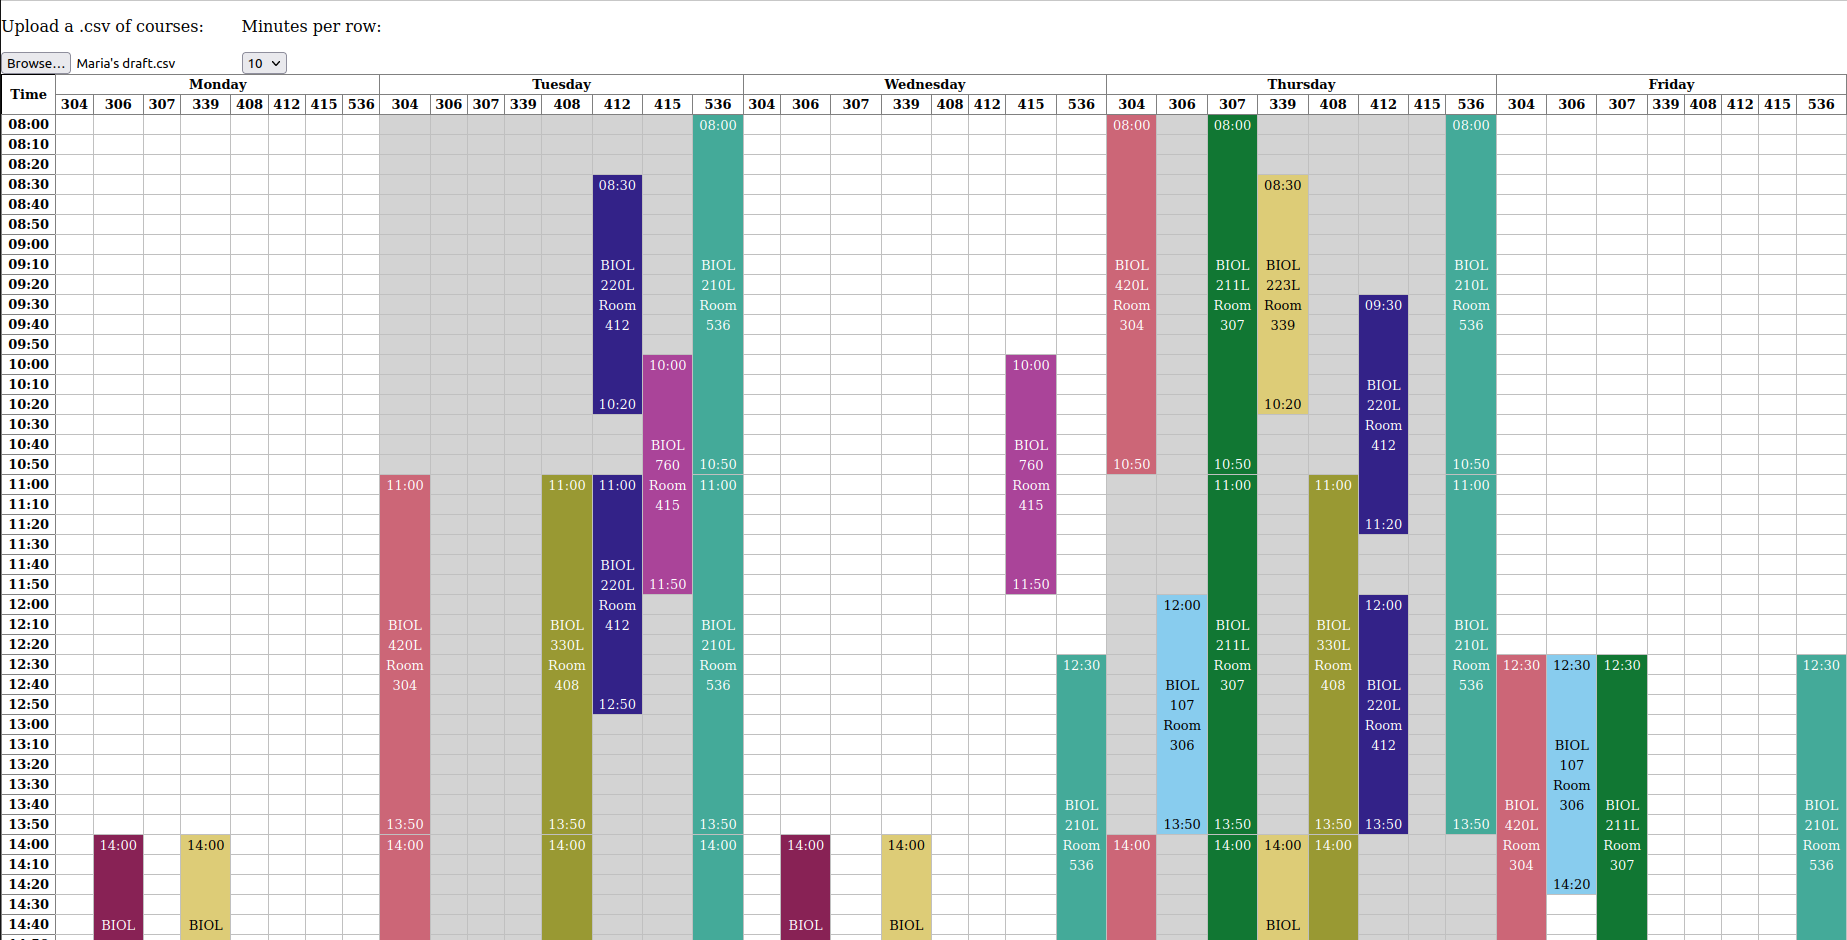 Upload a .csv of courses: Minutes per row:
Browse... Maria's draft.csv 10
Time Monday Tuesday Wednesday Thursday Friday
304 306 307 339 408 412 415 536 304 306 307 339 408 412 415 536 304 306 307 339 408 412 415 536 304 306 307 339 408 412 415 536 304 306 307 339 408 412 415 536
08:00 08:00 08:00 08:00 08:00
08:10
08:20
08:30 08:30 08:30
08:40
08:50
09:00
09:10 BIOL BIOL BIOL BIOL BIOL BIOL
09:20 220L 210L 420L 211L 223L 210L
09:30 Room Room Room Room Room 09:30 Room
09:40 412 536 304 307 339 536
09:50
10:00 10:00 10:00
10:10 BIOL
10:20 10:20 10:20 220L
10:30 Room
10:40 BIOL BIOL 412
10:50 760 10:50 760 10:50 10:50 10:50
11:00 11:00 11:00 11:00 Room 11:00 Room 11:00 11:00 11:00
11:10 415 415
11:20 11:20
11:30
11:40 BIOL
11:50 220L 11:50 11:50
12:00 Room 12:00 12:00
12:10 BIOL BIOL 412 BIOL BIOL BIOL BIOL
12:20 420L 330L 210L 211L 330L 210L
12:30 Room Room Room 12:30 Room Room Room 12:30 12:30 12:30 12:30
12:40 304 408 536 BIOL 307 408 BIOL 536
12:50 12:50 107 220L
13:00 Room Room
13:10 306 412 BIOL
13:20 107
13:30 Room
13:40 BIOL BIOL 306 BIOL BIOL
13:50 13:50 13:50 13:50 210L 13:50 13:50 13:50 13:50 13:50 420L 211L 210L
14:00 14:00 14:00 14:00 14:00 14:00 14:00 14:00 Room 14:00 14:00 14:00 14:00 Room Room Room
14:10 536 304 307 536
14:20 14:20
14:30
14:40 BIOL BIOL BIOL BIOL BIOL